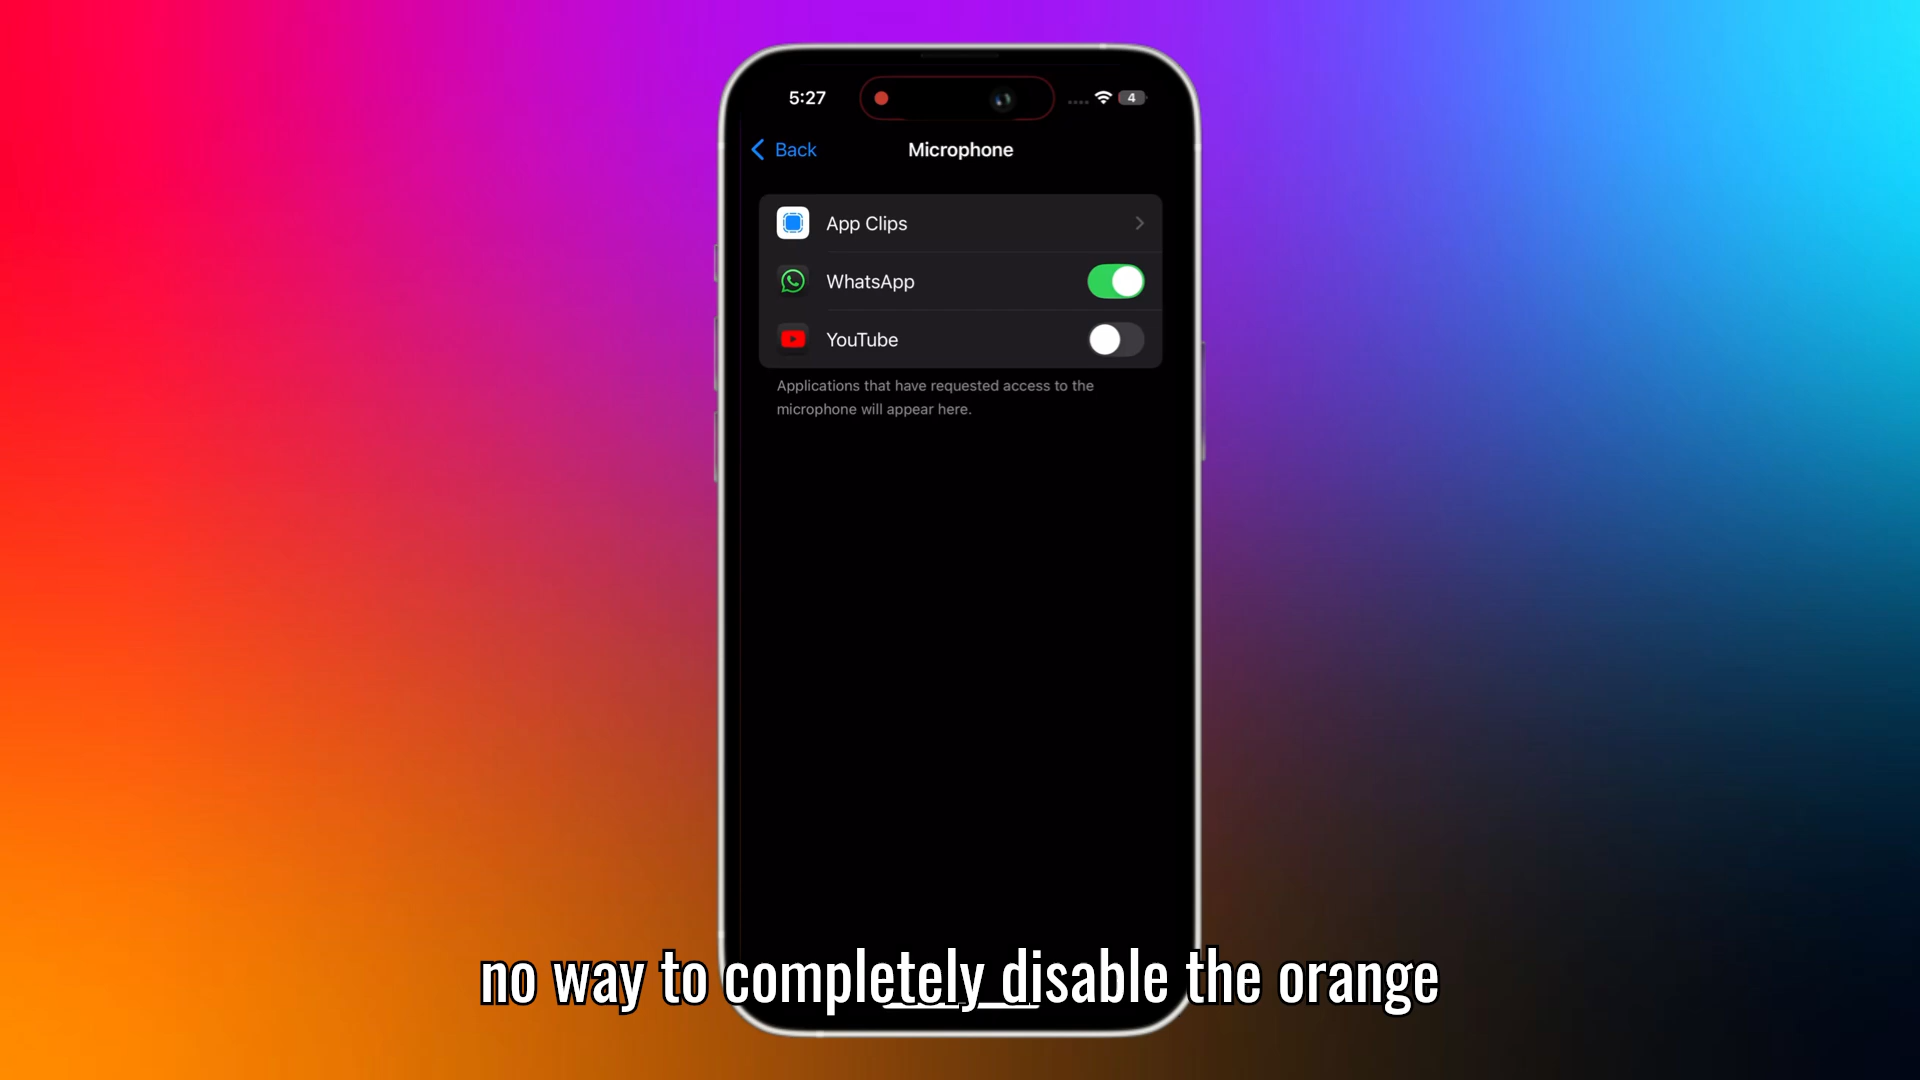 5:27
4
Back
Microphone
App Clips
WhatsApp
YouTube
Applications that have requested access to the
microphone will appear here.
no way to completely disable the orange